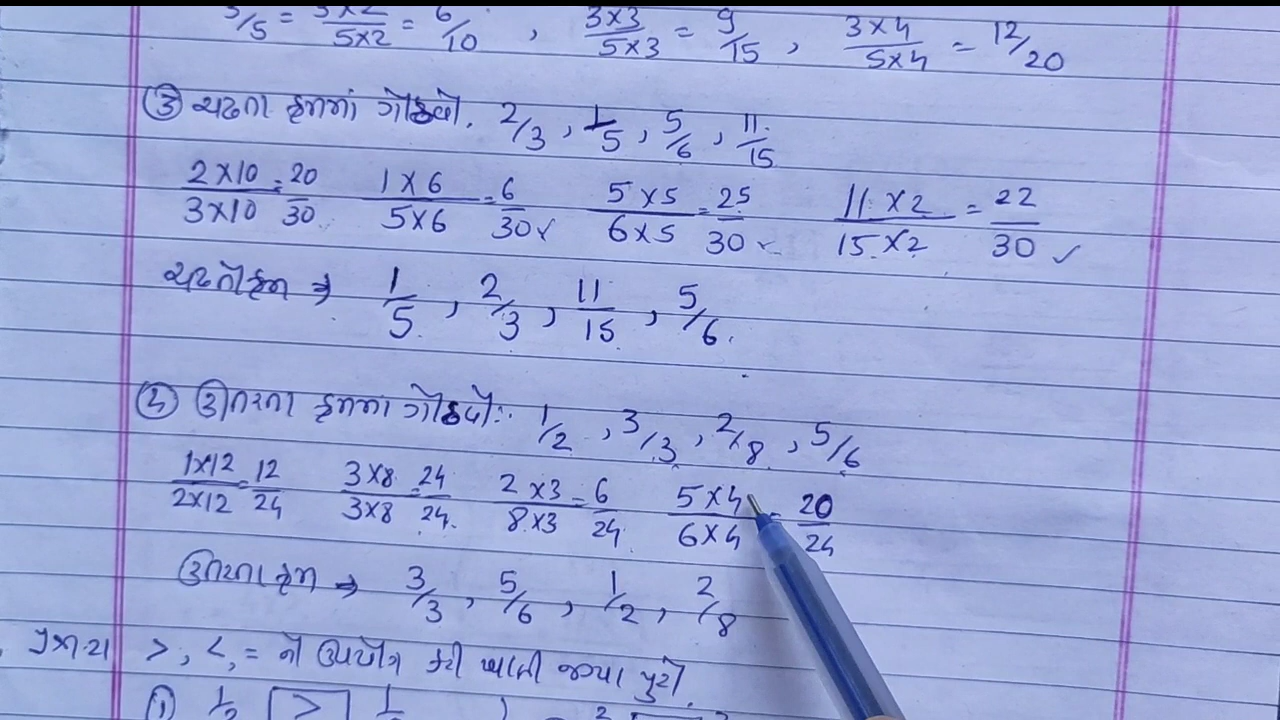 3/5 = 3×2/5×2 = 6/10 , 3×3/5×3 = 9/15 , 3×4/5×4 = 12/20
③ ચઢતા ક્રમમાં ગોઠવો. 2/3 , 1/5 , 5/6 , 11/15
2×10/3×10 = 20/30 1×6/5×6 = 6/30 ✓ 5×5/6×5 = 25/30 ✓ 11×2/15×2 = 22/30 ✓
ચઢતોક્રમ → 1/5 , 2/3 , 11/15 , 5/6 .
ઉતરતા ક્રમમાં ગોઠવો:. 1/2 , 3/3 , 2/8 , 5/6
1×12/2×12 = 12/24 3×8/3×8 = 24/24 . 2×3/8×3 = 6/24 . 5×4/6×4 = 20/24
ઉતરતા ક્રમ → 3/3 , 5/6 , 1/2 , 2/8
>, <, = નો ઉપયોગ કરી ખાલી જગ્યા પુરો.
① 1/2 >